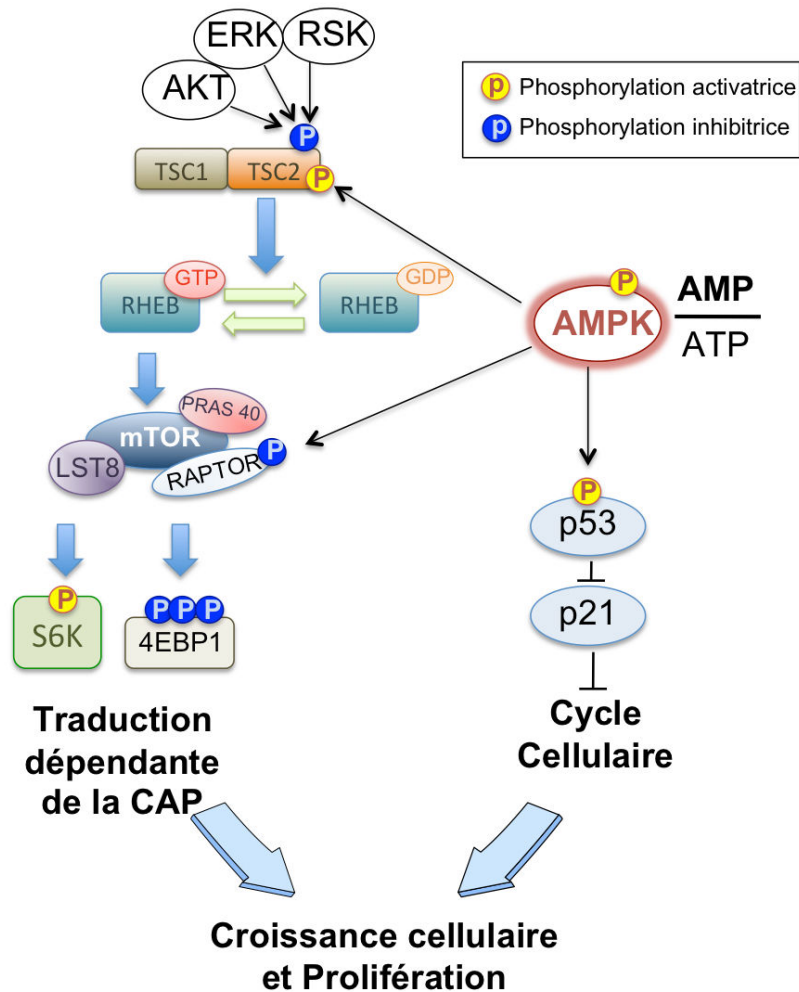 ERK
RSK
AKT
p Phosphorylation activatrice
p Phosphorylation inhibitrice
P
TSC1
TSC2
P
GTP
RHEB
GDP
RHEB
P
AMPK
AMP
ATP
PRAS 40
mTOR
LST8
RAPTOR
P
P
p53
p21
P
S6K
P P P
4EBP1
Traduction
dépendante
de la CAP
Cycle
Cellulaire
Croissance cellulaire
et Prolifération